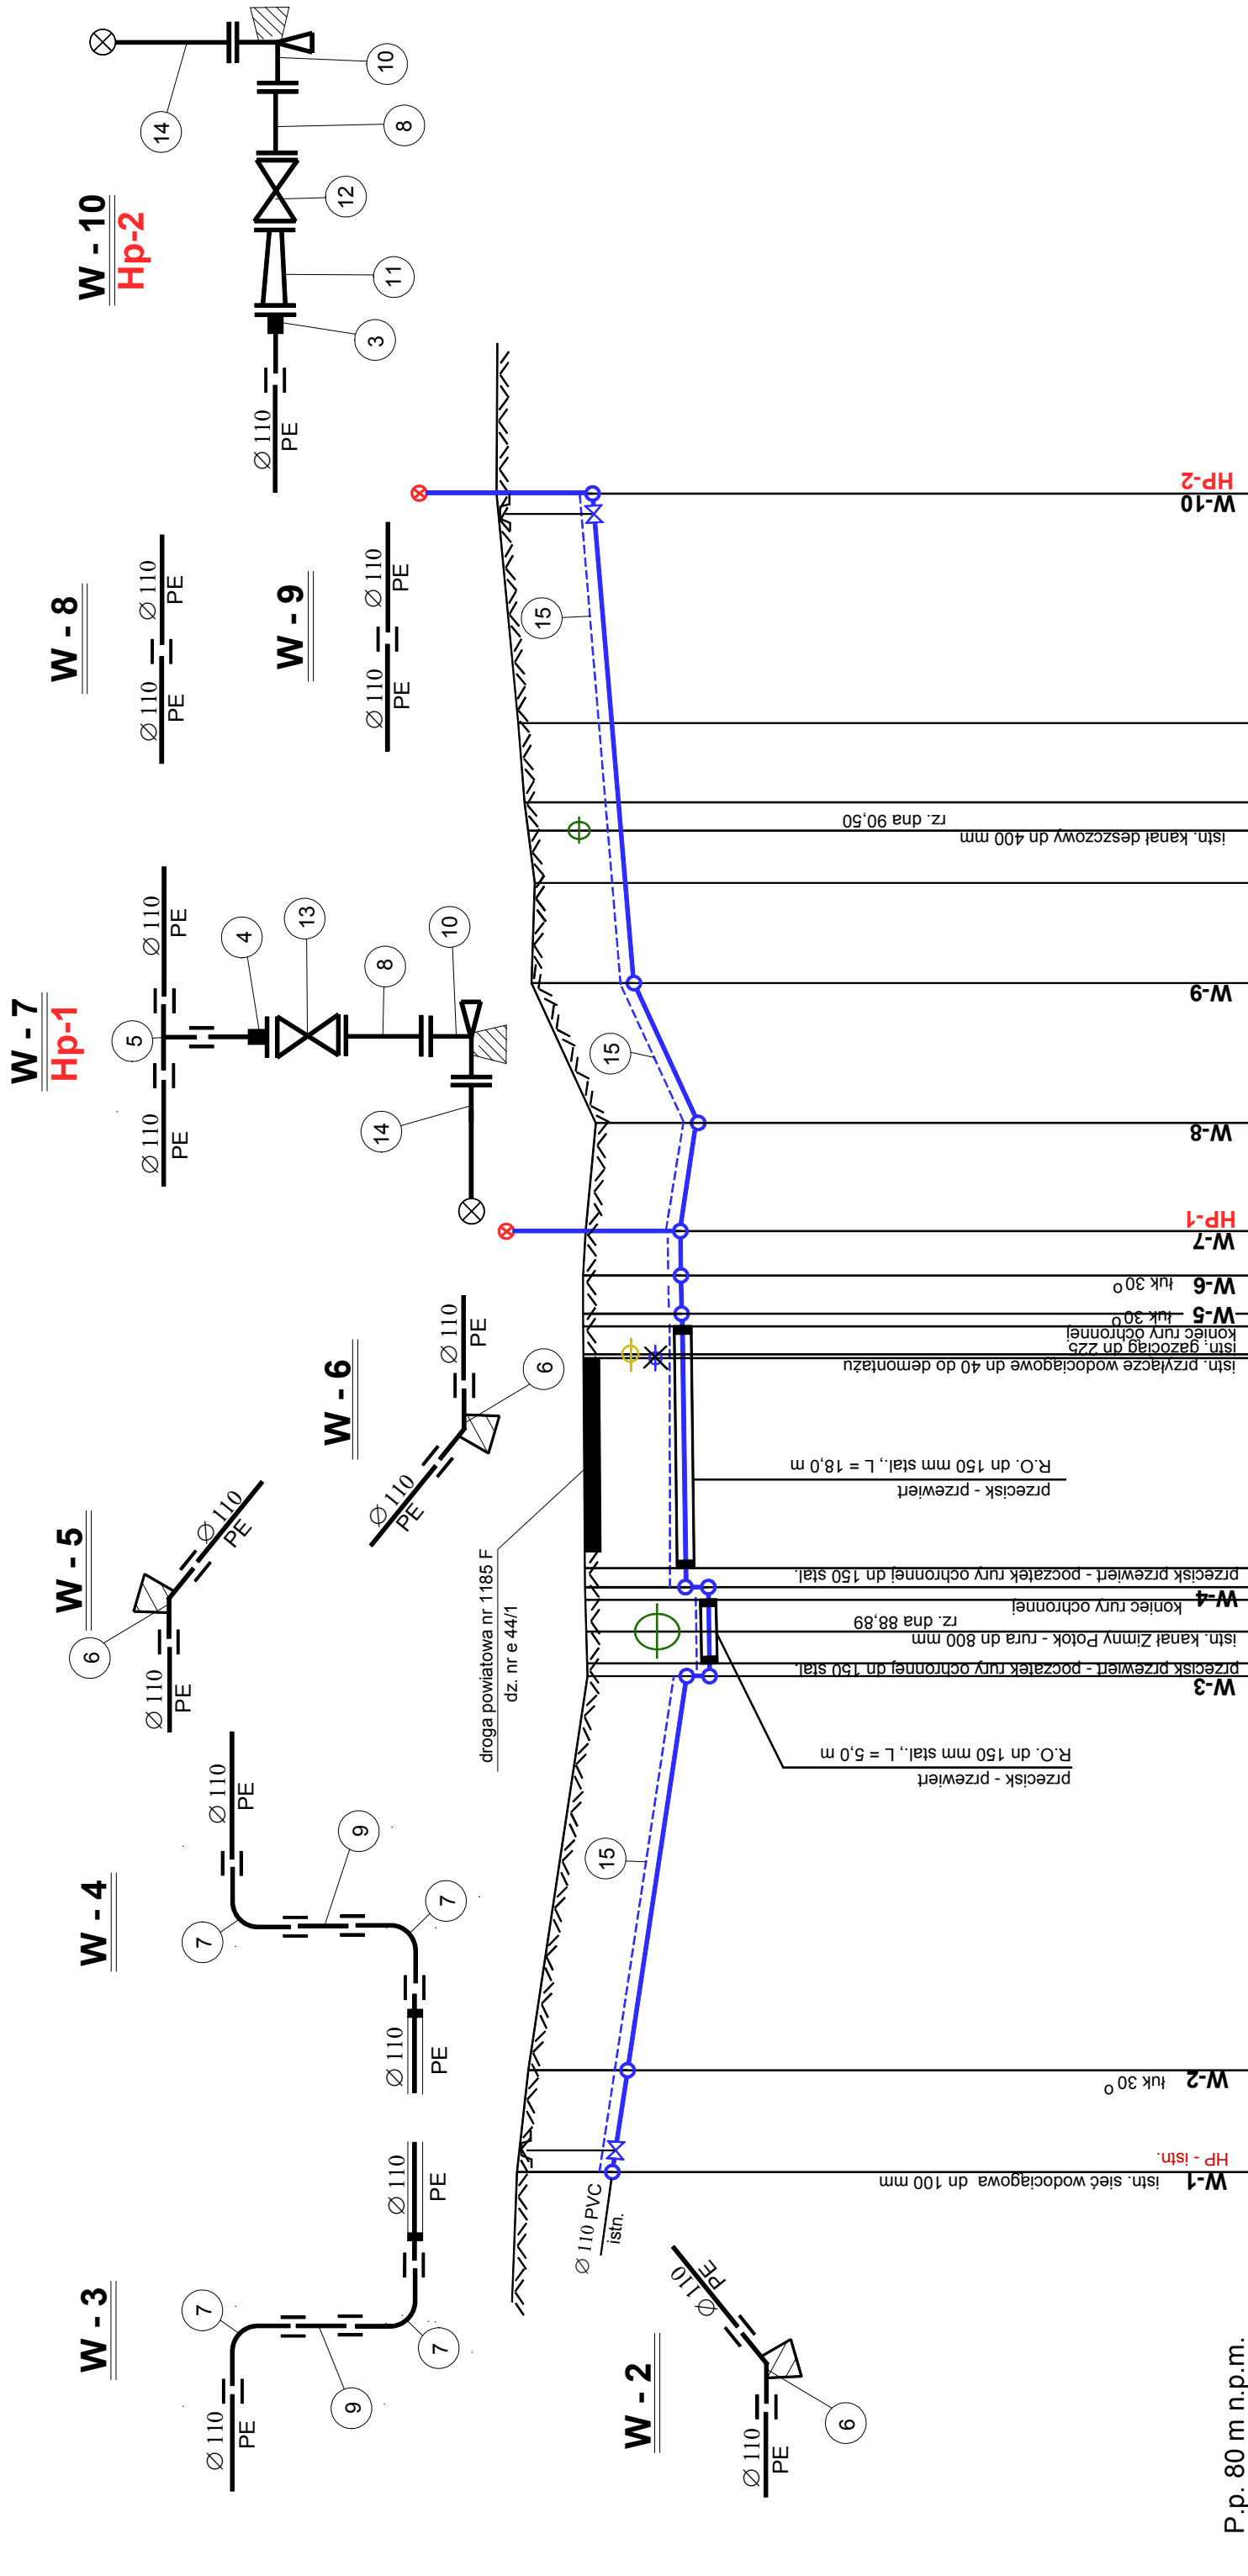 W - 3
7
7
9
Ø 110
PE
Ø 110
PE
W - 4
7
7
9
Ø 110
PE
Ø 110
PE
W - 5
6
Ø 110
PE
Ø 110
PE
W - 6
6
Ø 110
PE
Ø 110
PE
W - 7
Hp-1
5
4
13
8
10
14
Ø 110
PE
Ø 110
PE
W - 8
Ø 110
PE
Ø 110
PE
W - 9
Ø 110
PE
Ø 110
PE
W - 10
Hp-2
14
10
8
12
11
3
Ø 110
PE
W - 2
6
Ø 110
PE
Ø 110
PE
Ø 110 PVC
istn.
15
droga powiatowa nr 1185 F
dz. nr e 44/1
15
15
przecisk - przewiert
R.O. dn 150 mm stal., L = 5,0 m
przecisk - przewiert
R.O. dn 150 mm stal., L = 18,0 m
W-1
istn. sieć wodociągowa dn 100 mm
HP - istn.
W-2 łuk 30 o
W-3
przecisk przewiert - początek rury ochronnej dn 150 stal.
istn. kanał Zimny Potok - rura dn 800 mm
rz. dna 88,89
koniec rury ochronnej
W-4
przecisk przewiert - początek rury ochronnej dn 150 stal.
istn. przyłącze wodociągowe dn 40 do demontażu
istn. gazociąg dn 225
koniec rury ochronnej
W-5 łuk 30 o
W-6 łuk 30 o
W-7
HP-1
W-8
W-9
istn. kanał deszczowy dn 400 mm
rz. dna 90,50
W-10
HP-2
P.p. 80 m n.p.m.